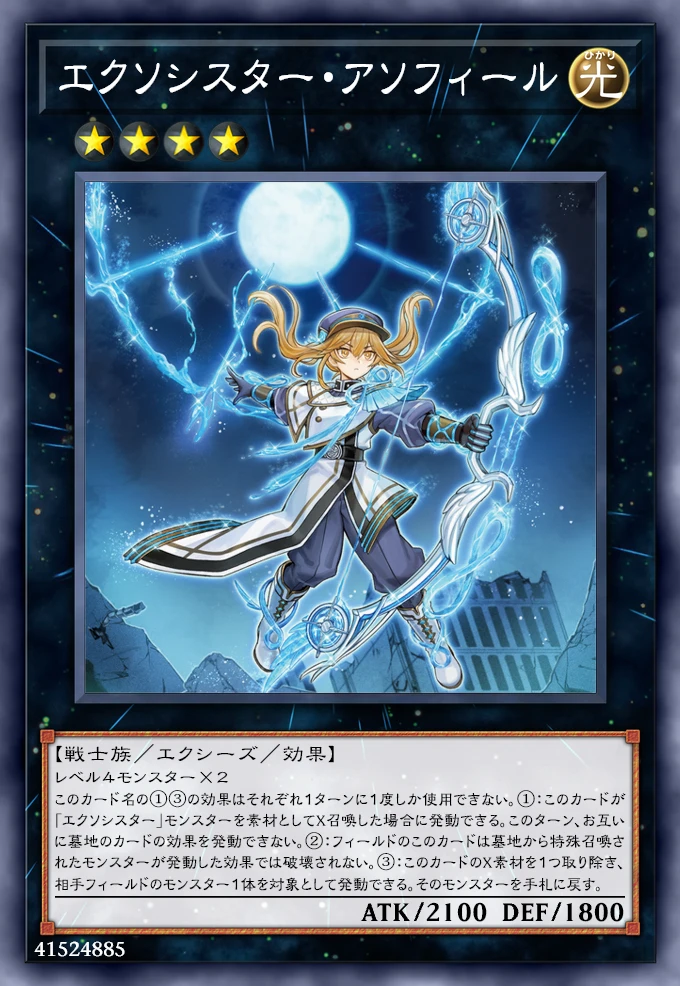 エクソシスター・アソフィール
ひかり
光
【戦士族／エクシーズ／効果】
レベル４モンスター×２
このカード名の①③の効果はそれぞれ１ターンに１度しか使用できない。①：このカードが
「エクソシスター」モンスターを素材としてX召喚した場合に発動できる。このターン、お互い
に墓地のカードの効果を発動できない。②：フィールドのこのカードは墓地から特殊召喚さ
れたモンスターが発動した効果では破壊されない。③：このカードのX素材を１つ取り除き、
相手フィールドのモンスター１体を対象として発動できる。そのモンスターを手札に戻す。
ATK/2100 DEF/1800
41524885